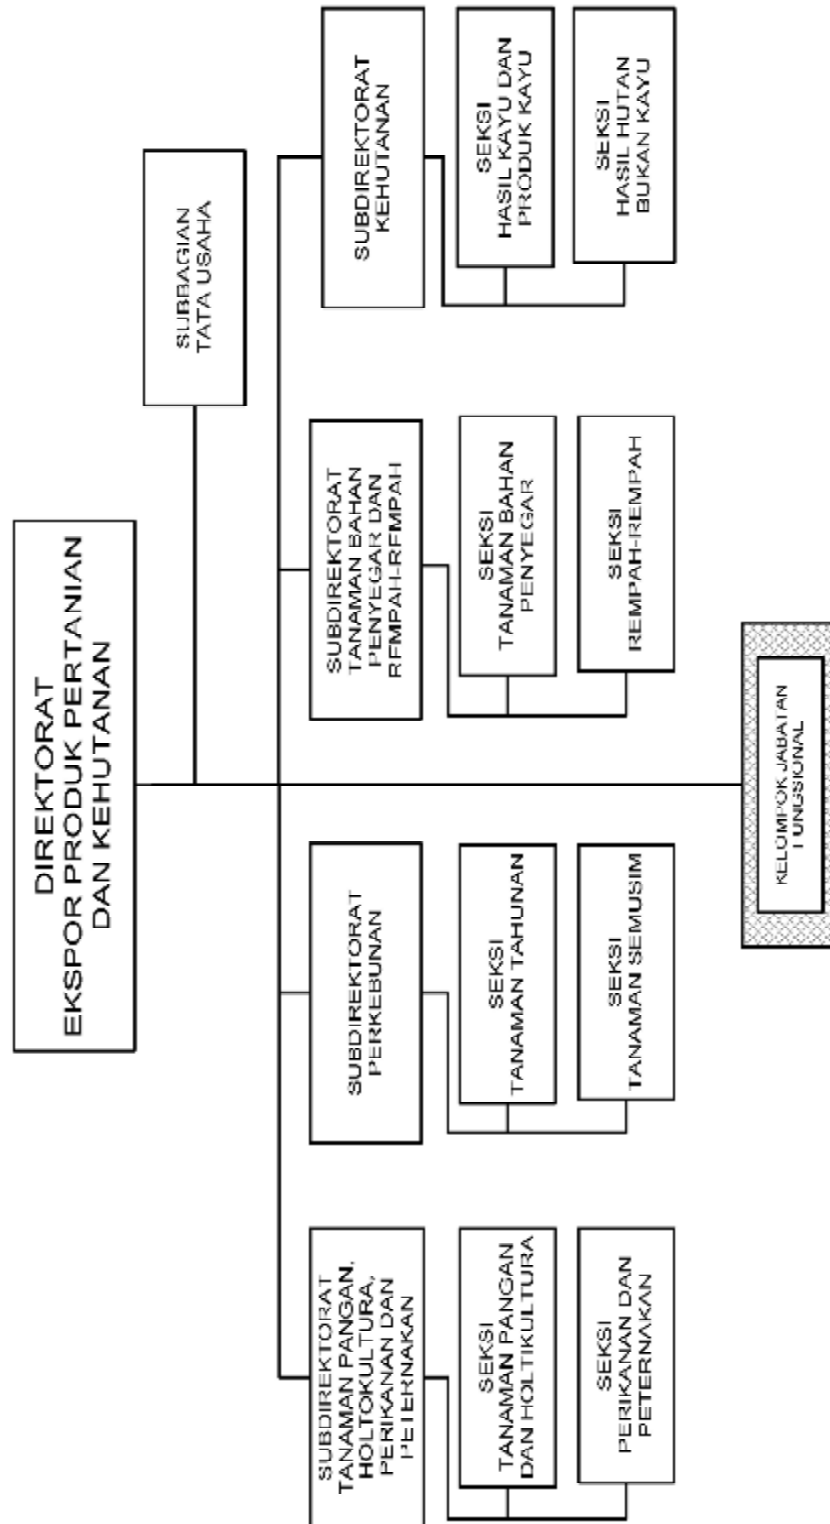 DIREKTORAT
EKSPOR PRODUK PERTANIAN
DAN KEHUTANAN
SUBBAGIAN
TATA USAHA
SUBDIREKTORAT
TANAMAN PANGAN,
HOLTOKULTURA,
PERIKANAN DAN
PETERNAKAN
SEKSI
TANAMAN PANGAN
DAN HOLTIKULTURA
SEKSI
PERIKANAN DAN
PETERNAKAN
SUBDIREKTORAT
PERKEBUNAN
SEKSI
TANAMAN TAHUNAN
SEKSI
TANAMAN SEMUSIM
SUBDIREKTORAT
TANAMAN BAHAN
PENYEGAR DAN
REMPAH-REMPAH
SEKSI
TANAMAN BAHAN
PENYEGAR
SEKSI
REMPAH-REMPAH
SUBDIREKTORAT
KEHUTANAN
SEKSI
HASIL KAYU DAN
PRODUK KAYU
SEKSI
HASIL HUTAN
BUKAN KAYU
KELOMPOK JABATAN
FUNGSIONAL